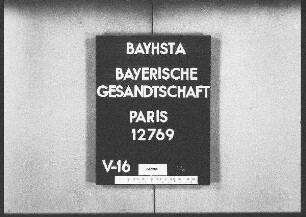 BAYHSTA
BAYERISCHE
GESANDTSCHAFT
PARIS
12769
V-16